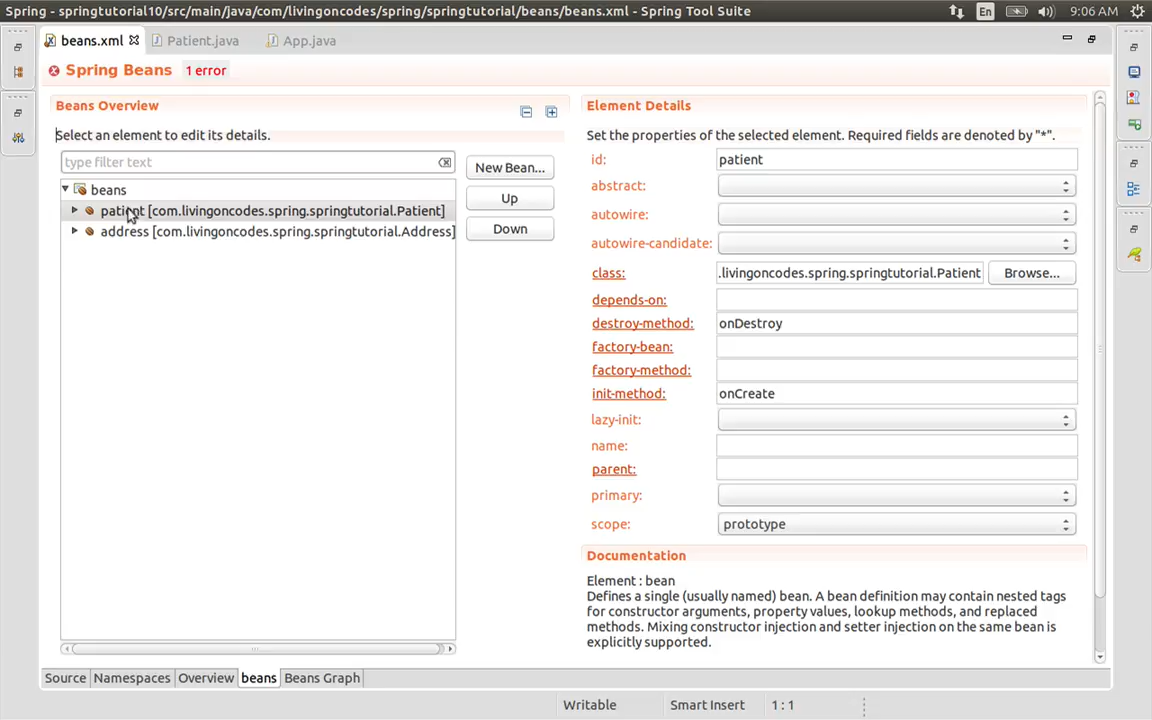 Spring - springtutorial10/src/main/java/com/livingoncodes/spring/springtutorial/beans/beans.xml - Spring Tool Suite
En
9:06 AM
beans.xml
Patient.java
App.java
Spring Beans
1 error
Beans Overview
Select an element to edit its details.
type filter text
beans
patient [com.livingoncodes.spring.springtutorial.Patient]
address [com.livingoncodes.spring.springtutorial.Address]
New Bean...
Up
Down
Element Details
Set the properties of the selected element. Required fields are denoted by "*".
id: patient
abstract:
autowire:
autowire-candidate:
class: .livingoncodes.spring.springtutorial.Patient Browse...
depends-on:
destroy-method: onDestroy
factory-bean:
factory-method:
init-method: onCreate
lazy-init:
name:
parent:
primary:
scope: prototype
Documentation
Element : bean
Defines a single (usually named) bean. A bean definition may contain nested tags
for constructor arguments, property values, lookup methods, and replaced
methods. Mixing constructor injection and setter injection on the same bean is
explicitly supported.
Source
Namespaces
Overview
beans
Beans Graph
Writable
Smart Insert
1 : 1